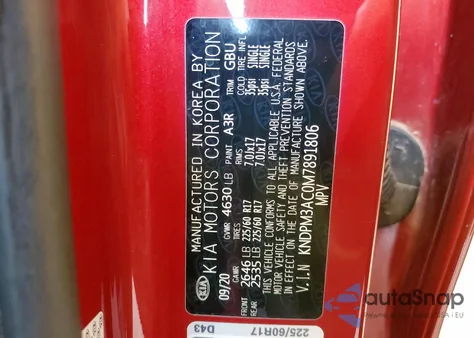 MANUFACTURED IN KOREA BY
KIA KIA MOTORS CORPORATION
09/20 GVWR 4630 LB PAINT A3R TRIM GBU
GAWR TIRES RIMS COLD TIRE INFL
FRONT 2646 LB 225/60 R17 7.0Jx17 35psi SINGLE
REAR 2535 LB 225/60 R17 7.0Jx17 35psi SINGLE
THIS VEHICLE CONFORMS TO ALL APPLICABLE U.S.A. FEDERAL
MOTOR VEHICLE SAFETY AND THEFT PREVENTION STANDARDS
IN EFFECT ON THE DATE OF MANUFACTURE SHOWN ABOVE.
V.I.N KNDPM3AC0M7891806
MPV
225/60R17
D43
autoSnap